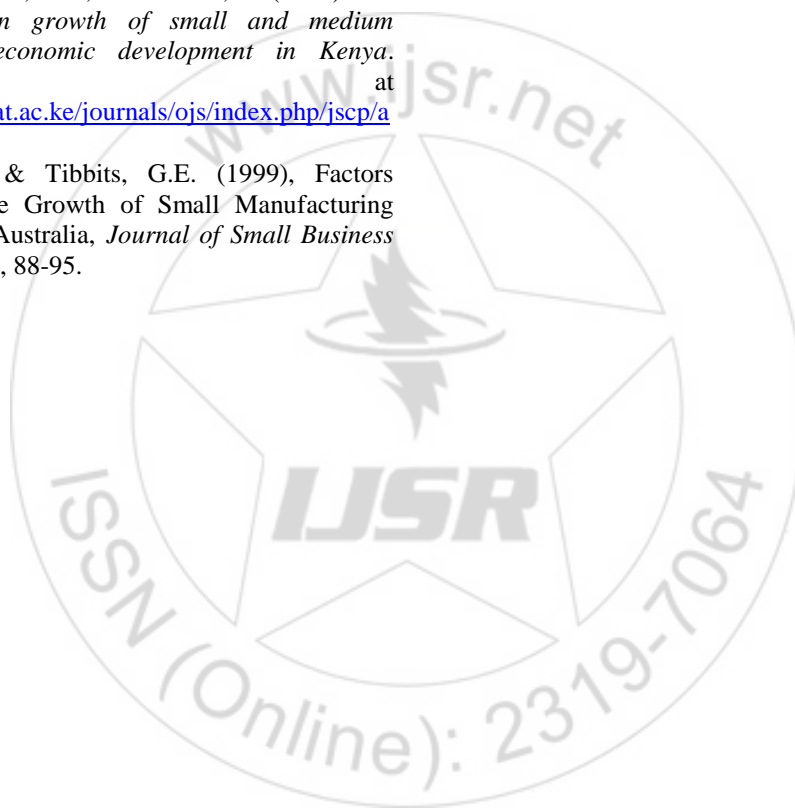 n growth of small and medium
economic development in Kenya.
at
at.ac.ke/journals/ojs/index.php/jscp/a
& Tibbits, G.E. (1999), Factors
e Growth of Small Manufacturing
Australia, Journal of Small Business
, 88-95.
www.ijsr.net
IJSR
ISSN (Online): 2319-7064